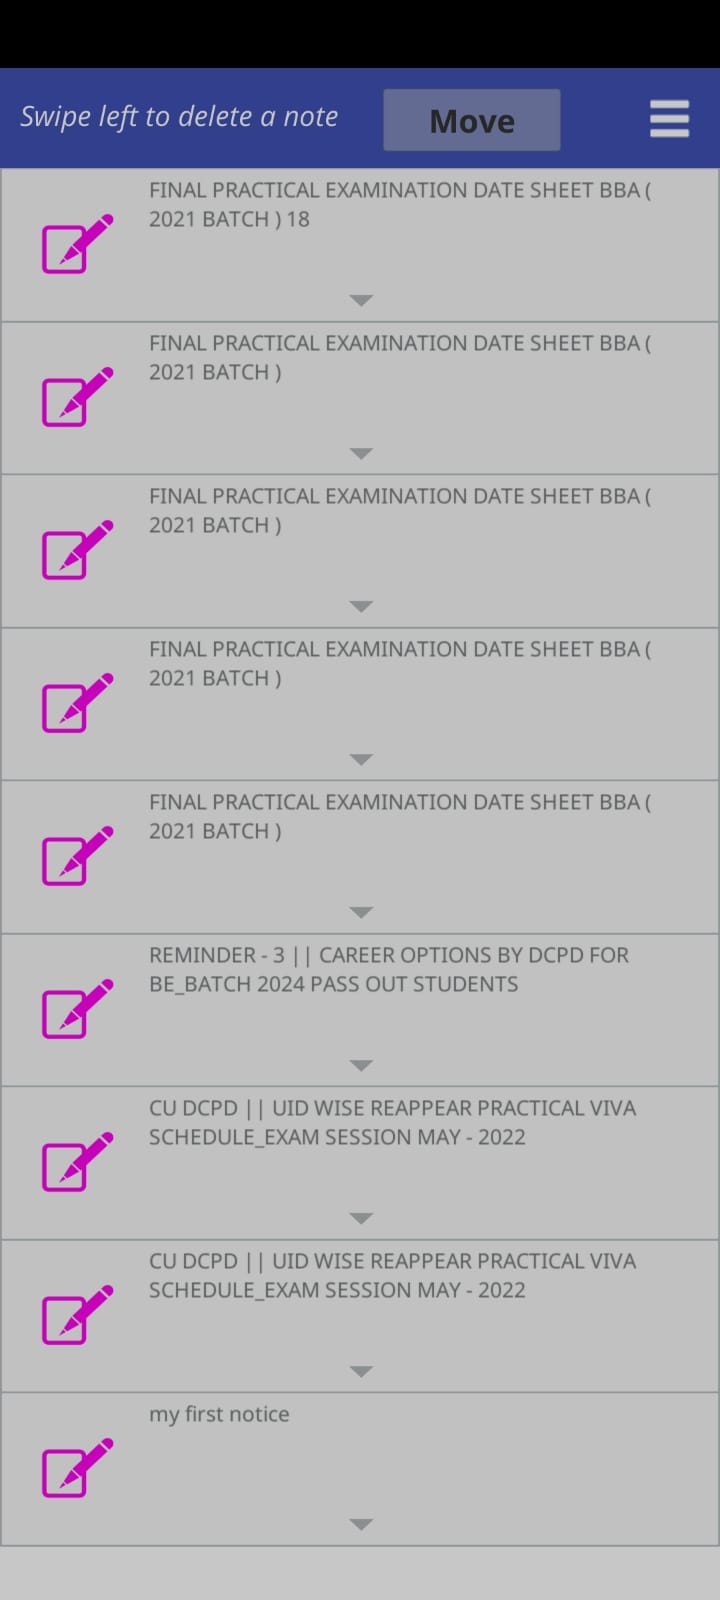 Swipe left to delete a note
Move
FINAL PRACTICAL EXAMINATION DATE SHEET BBA (
2021 BATCH ) 18
FINAL PRACTICAL EXAMINATION DATE SHEET BBA (
2021 BATCH )
FINAL PRACTICAL EXAMINATION DATE SHEET BBA (
2021 BATCH )
FINAL PRACTICAL EXAMINATION DATE SHEET BBA (
2021 BATCH )
FINAL PRACTICAL EXAMINATION DATE SHEET BBA (
2021 BATCH )
REMINDER - 3 || CAREER OPTIONS BY DCPD FOR
BE_BATCH 2024 PASS OUT STUDENTS
CU DCPD || UID WISE REAPPEAR PRACTICAL VIVA
SCHEDULE_EXAM SESSION MAY - 2022
CU DCPD || UID WISE REAPPEAR PRACTICAL VIVA
SCHEDULE_EXAM SESSION MAY - 2022
my first notice